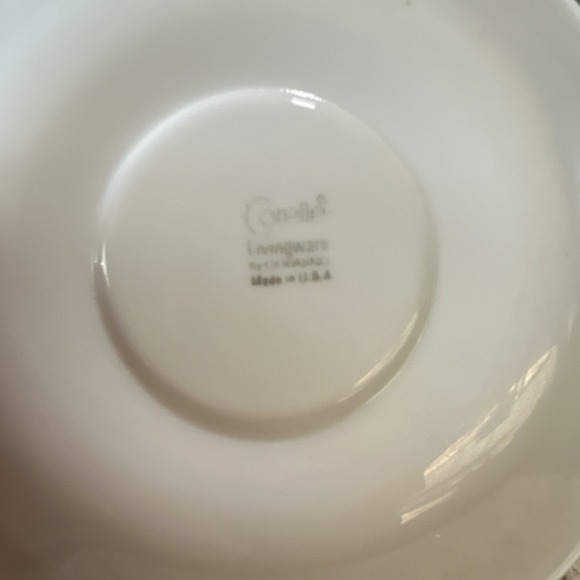 Corelle®
Livingware
by CORNING
Made in U.S.A